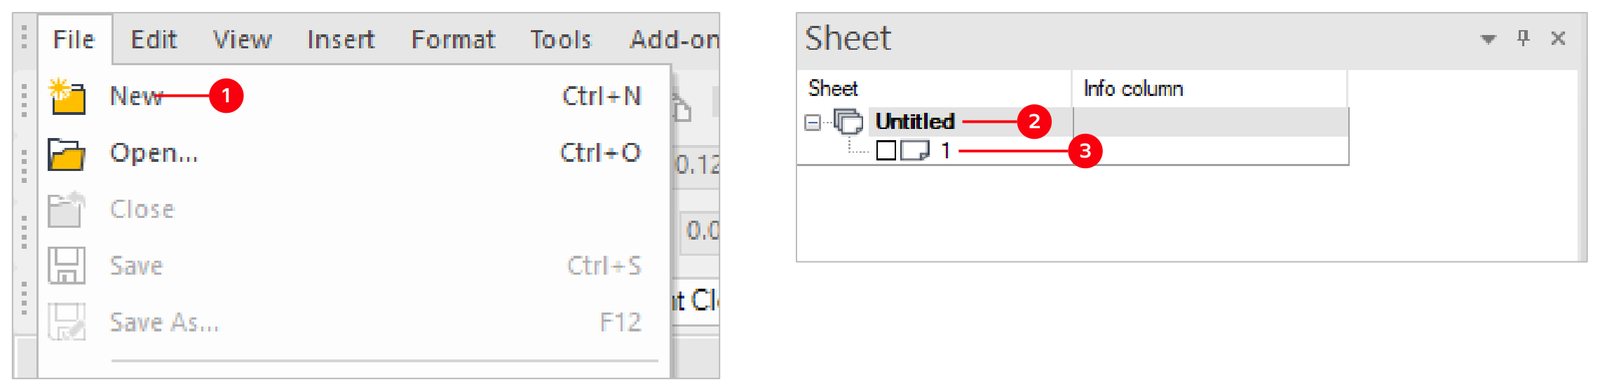 File Edit View Insert Format Tools Add-on
New 1 Ctrl+N
Open... Ctrl+O
0.12
Close
0.0
Save Ctrl+S
t Cl
Save As... F12
Sheet
Sheet Info column
Untitled 2
1 3